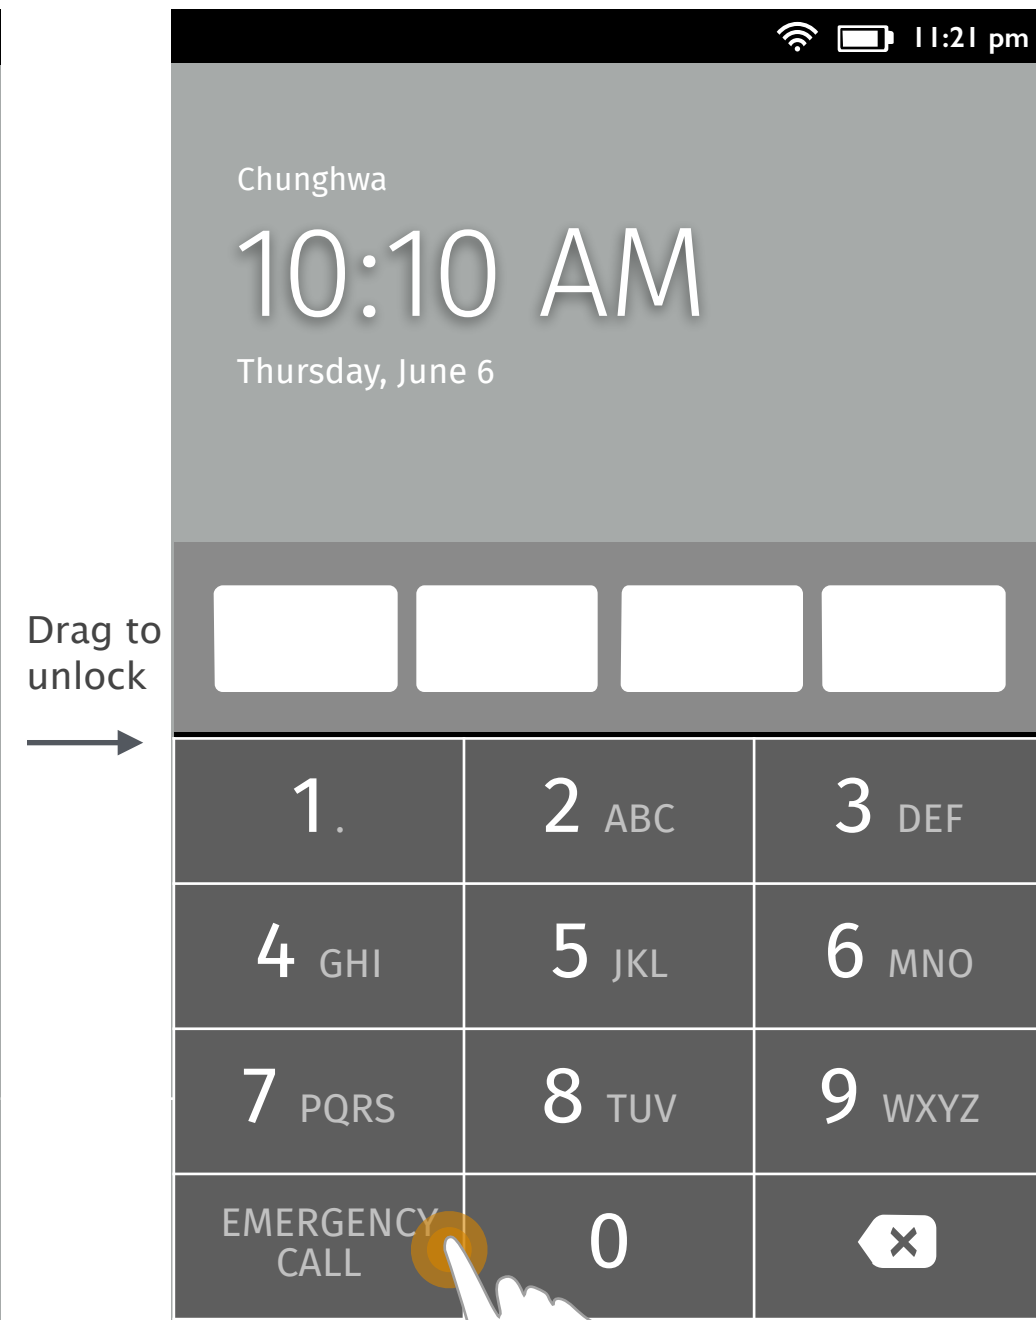 11:21 pm
Chunghwa
10:10 AM
Thursday, June 6
Drag to
unlock
1 .
2 ABC
3 DEF
4 GHI
5 JKL
6 MNO
7 PQRS
8 TUV
9 WXYZ
EMERGENCY
CALL
0